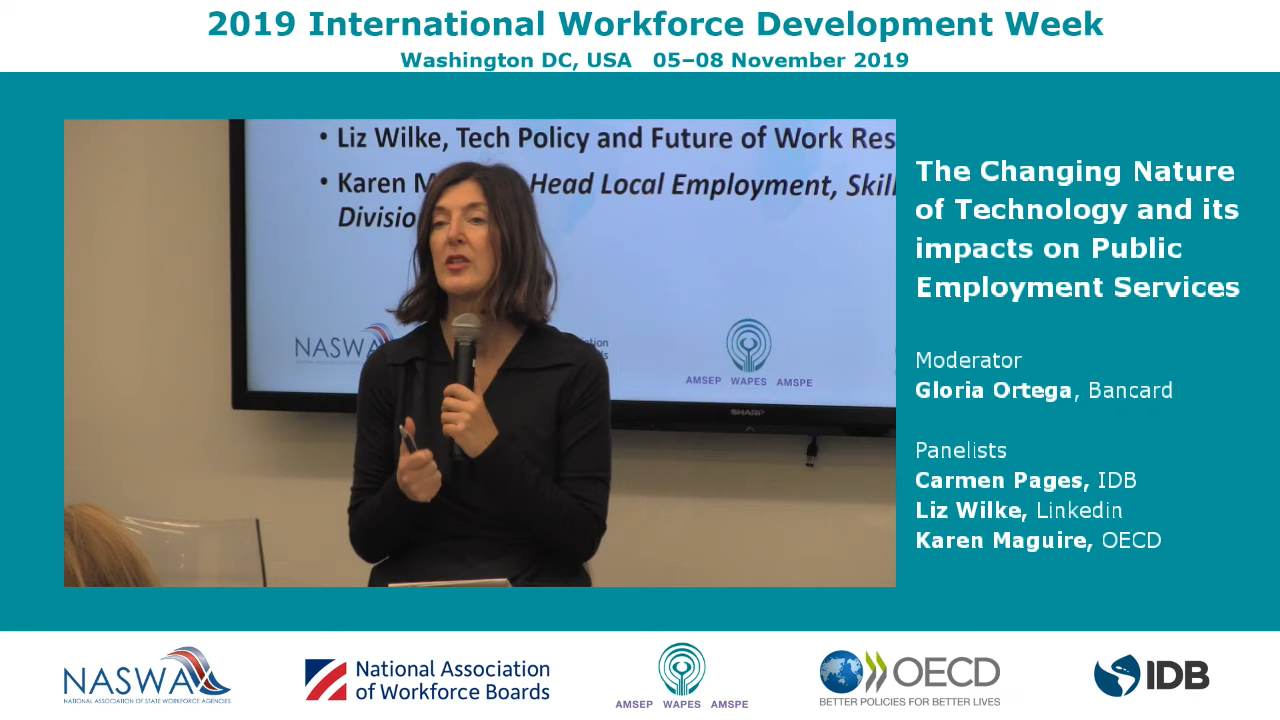 2019 International Workforce Development Week
Washington DC, USA 05–08 November 2019
• Liz Wilke, Tech Policy and Future of Work Res
• Karen M
Head Local Employment, Skil
Divisio
NASWA
AMSEP WAPES AMSPE
SHARP
The Changing Nature
of Technology and its
impacts on Public
Employment Services
Moderator
Gloria Ortega, Bancard
Panelists
Carmen Pages, IDB
Liz Wilke, Linkedin
Karen Maguire, OECD
NASWA
NATIONAL ASSOCIATION OF STATE WORKFORCE AGENCIES
National Association
of Workforce Boards
AMSEP WAPES AMSPE
OECD
BETTER POLICIES FOR BETTER LIVES
IDB